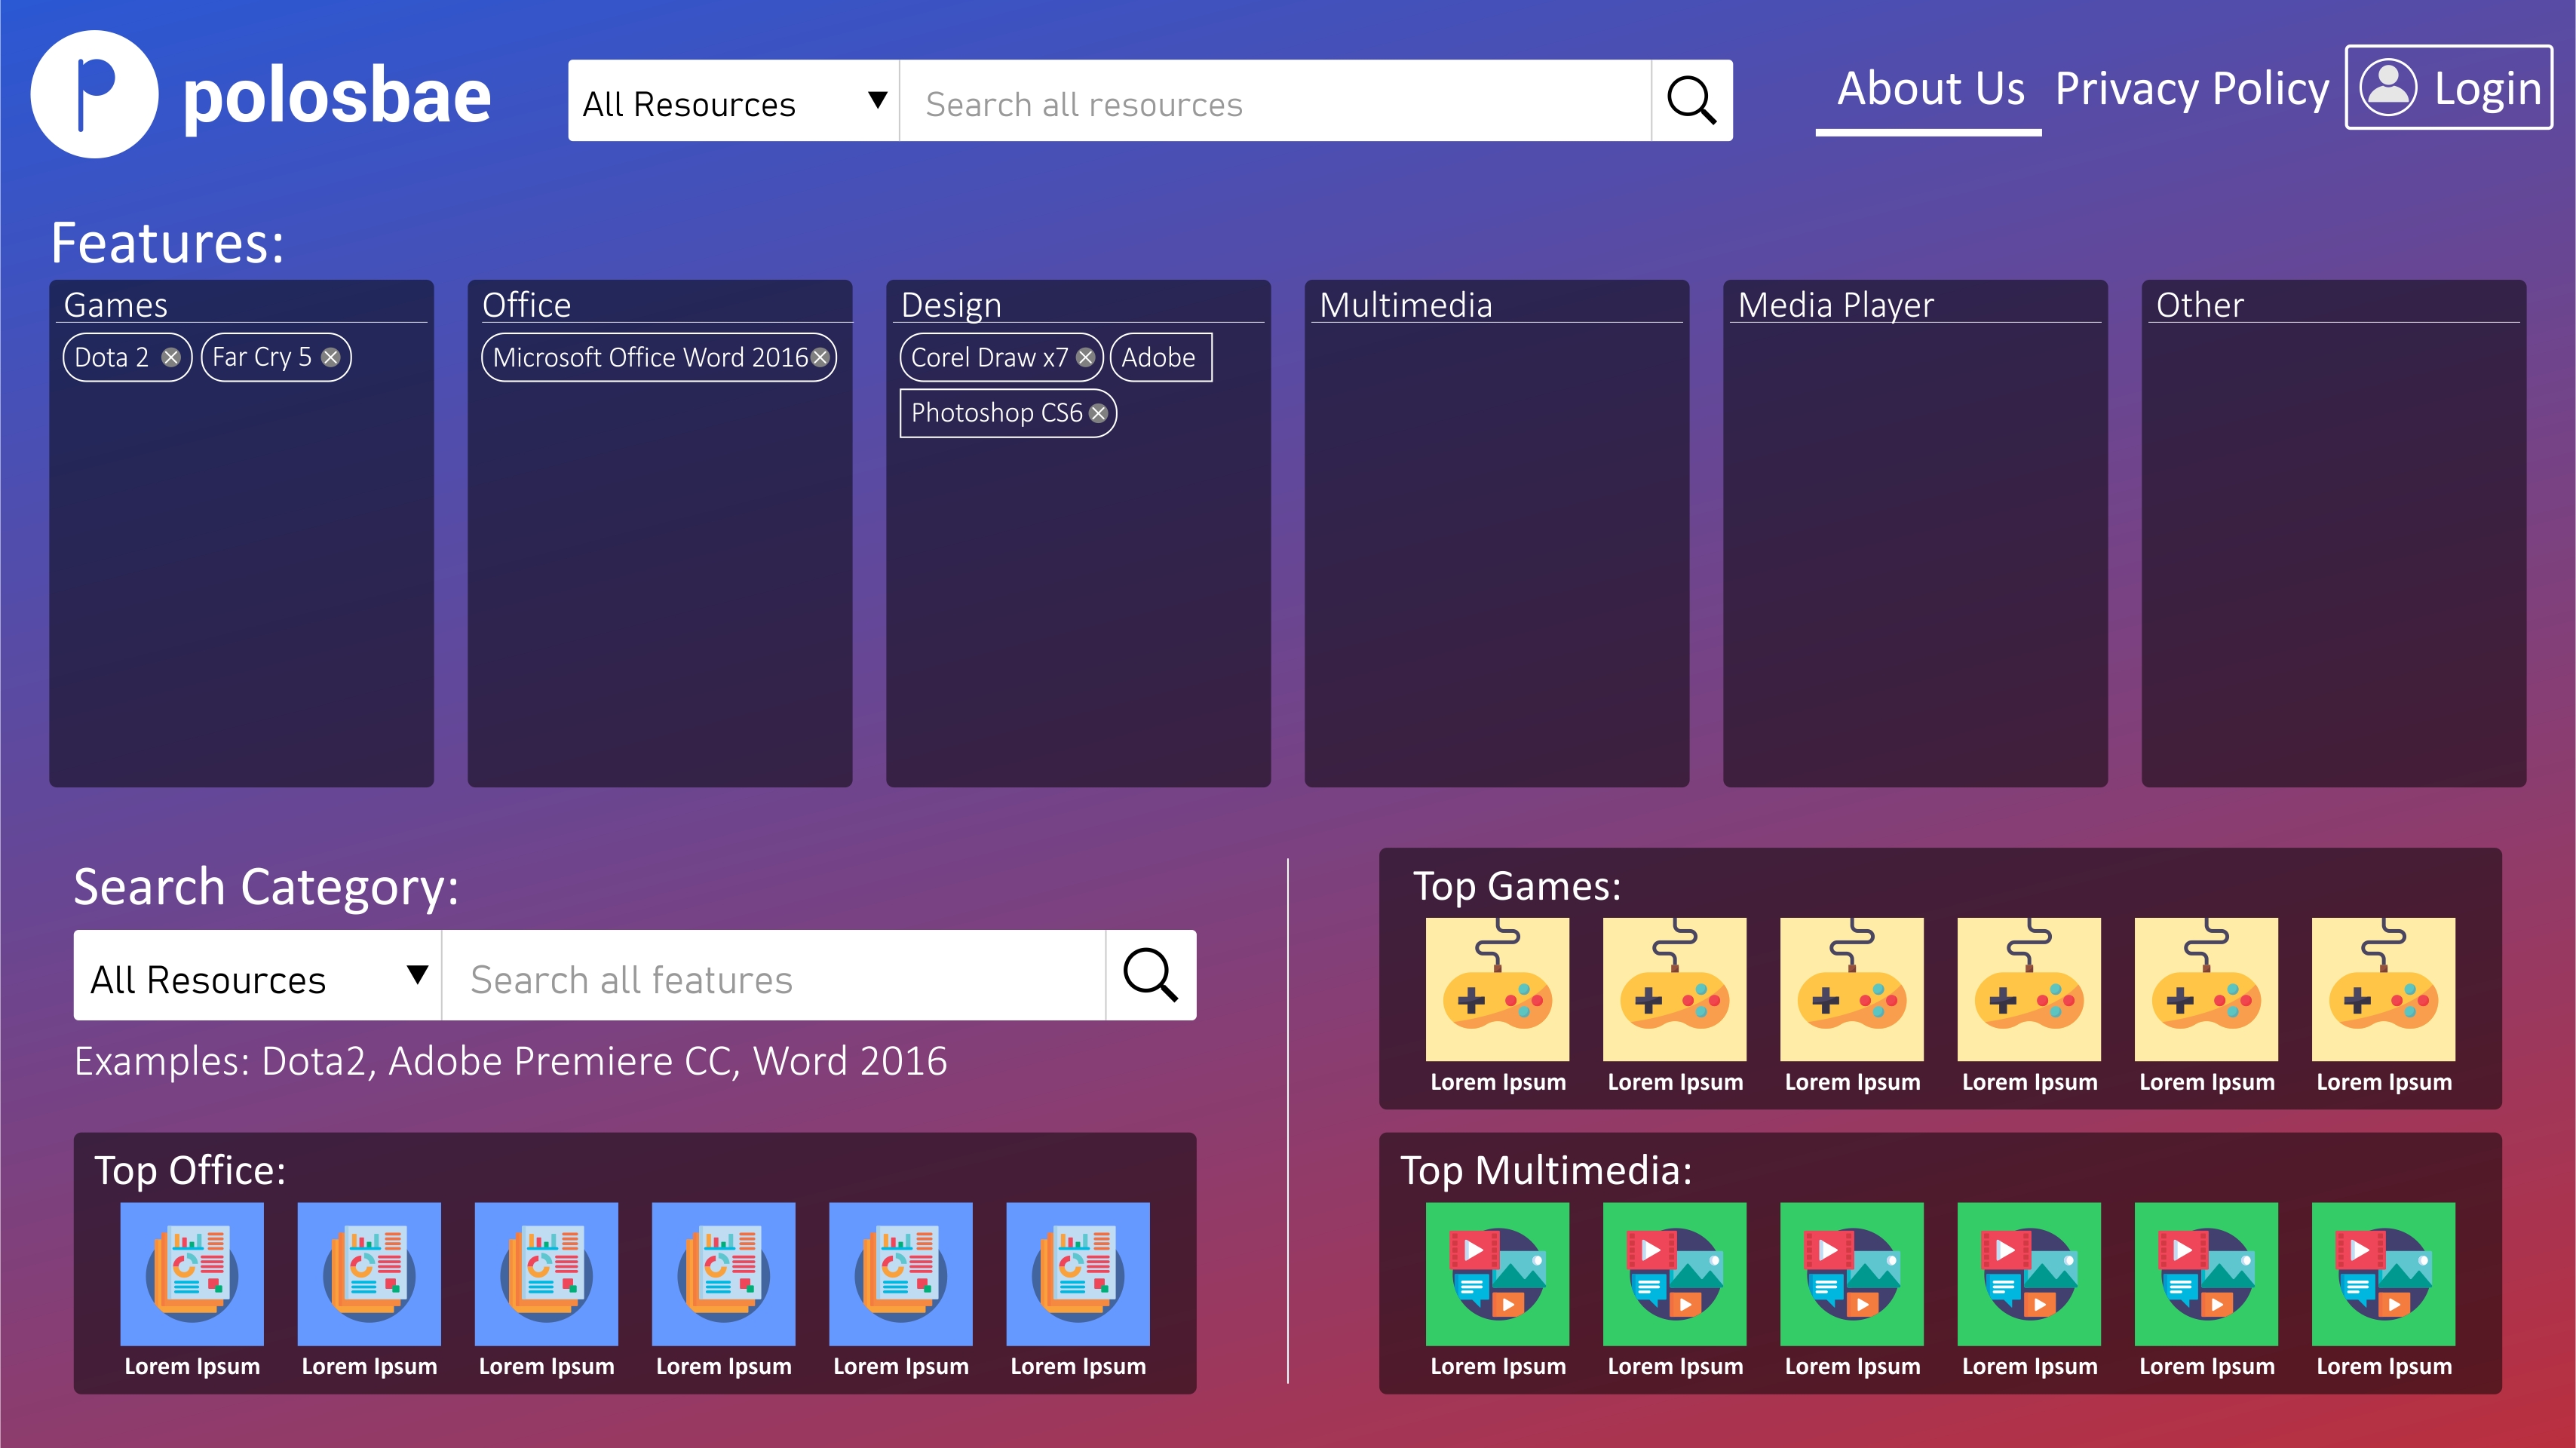 polosbae
All Resources
Search all resources
About Us
Privacy Policy
Login
Features:
Games
Dota 2
Far Cry 5
Office
Microsoft Office Word 2016
Design
Corel Draw x7
Adobe
Photoshop CS6
Multimedia
Media Player
Other
Search Category:
All Resources
Search all features
Examples: Dota2, Adobe Premiere CC, Word 2016
Top Office:
Lorem Ipsum
Lorem Ipsum
Lorem Ipsum
Lorem Ipsum
Lorem Ipsum
Lorem Ipsum
Top Games:
Lorem Ipsum
Lorem Ipsum
Lorem Ipsum
Lorem Ipsum
Lorem Ipsum
Lorem Ipsum
Top Multimedia:
Lorem Ipsum
Lorem Ipsum
Lorem Ipsum
Lorem Ipsum
Lorem Ipsum
Lorem Ipsum